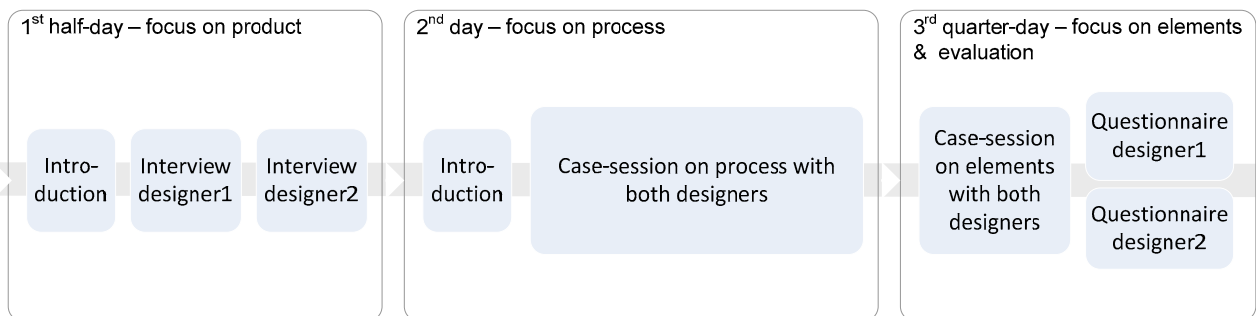 1st half-day – focus on product
Intro-
duction
Interview
designer1
Interview
designer2
2nd day – focus on process
Intro-
duction
Case-session on process with
both designers
3rd quarter-day – focus on elements
& evaluation
Case-session
on elements
with both
designers
Questionnaire
designer1
Questionnaire
designer2